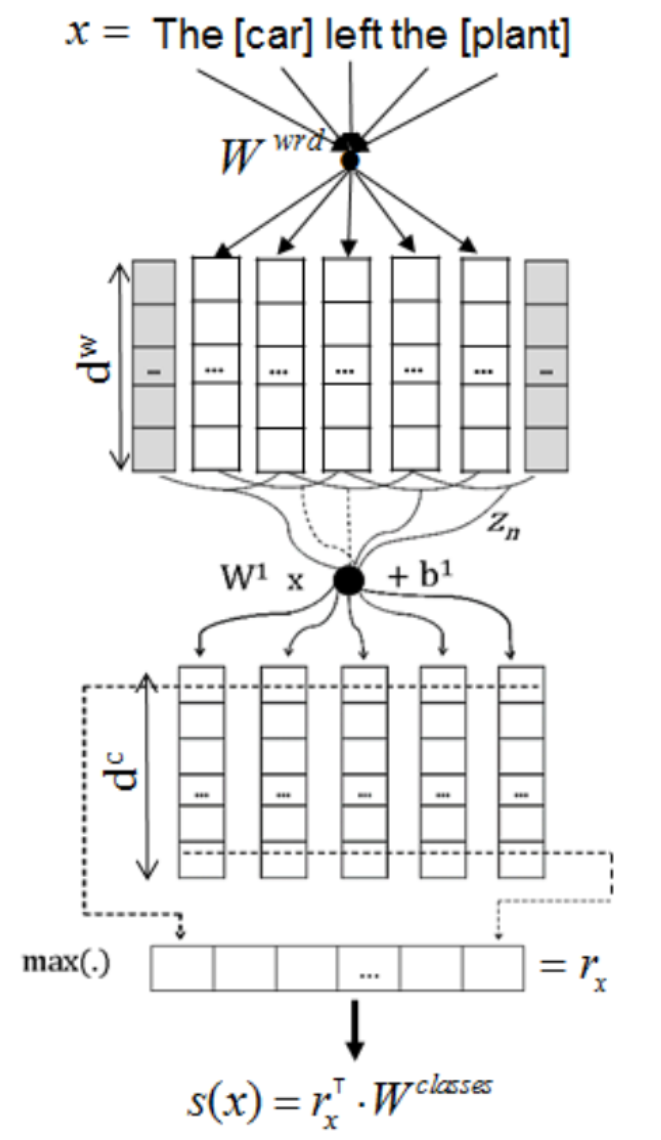 x = The [car] left the [plant]
W^{wrd}
d^w
... ... ... ... ...
z_n
W^1 x + b^1
d^c
... ... ... ... ...
max(.) ... = r_x
s(x) = r_x^T · W^{classes}